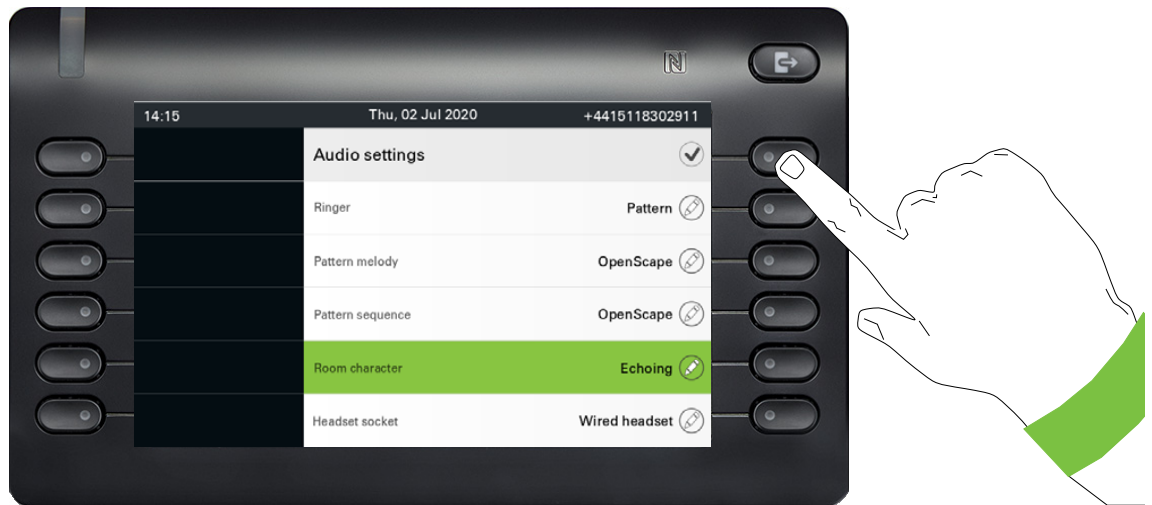 14:15 Thu, 02 Jul 2020 +4415118302911
Audio settings
Ringer Pattern
Pattern melody OpenScape
Pattern sequence OpenScape
Room character Echoing
Headset socket Wired headset